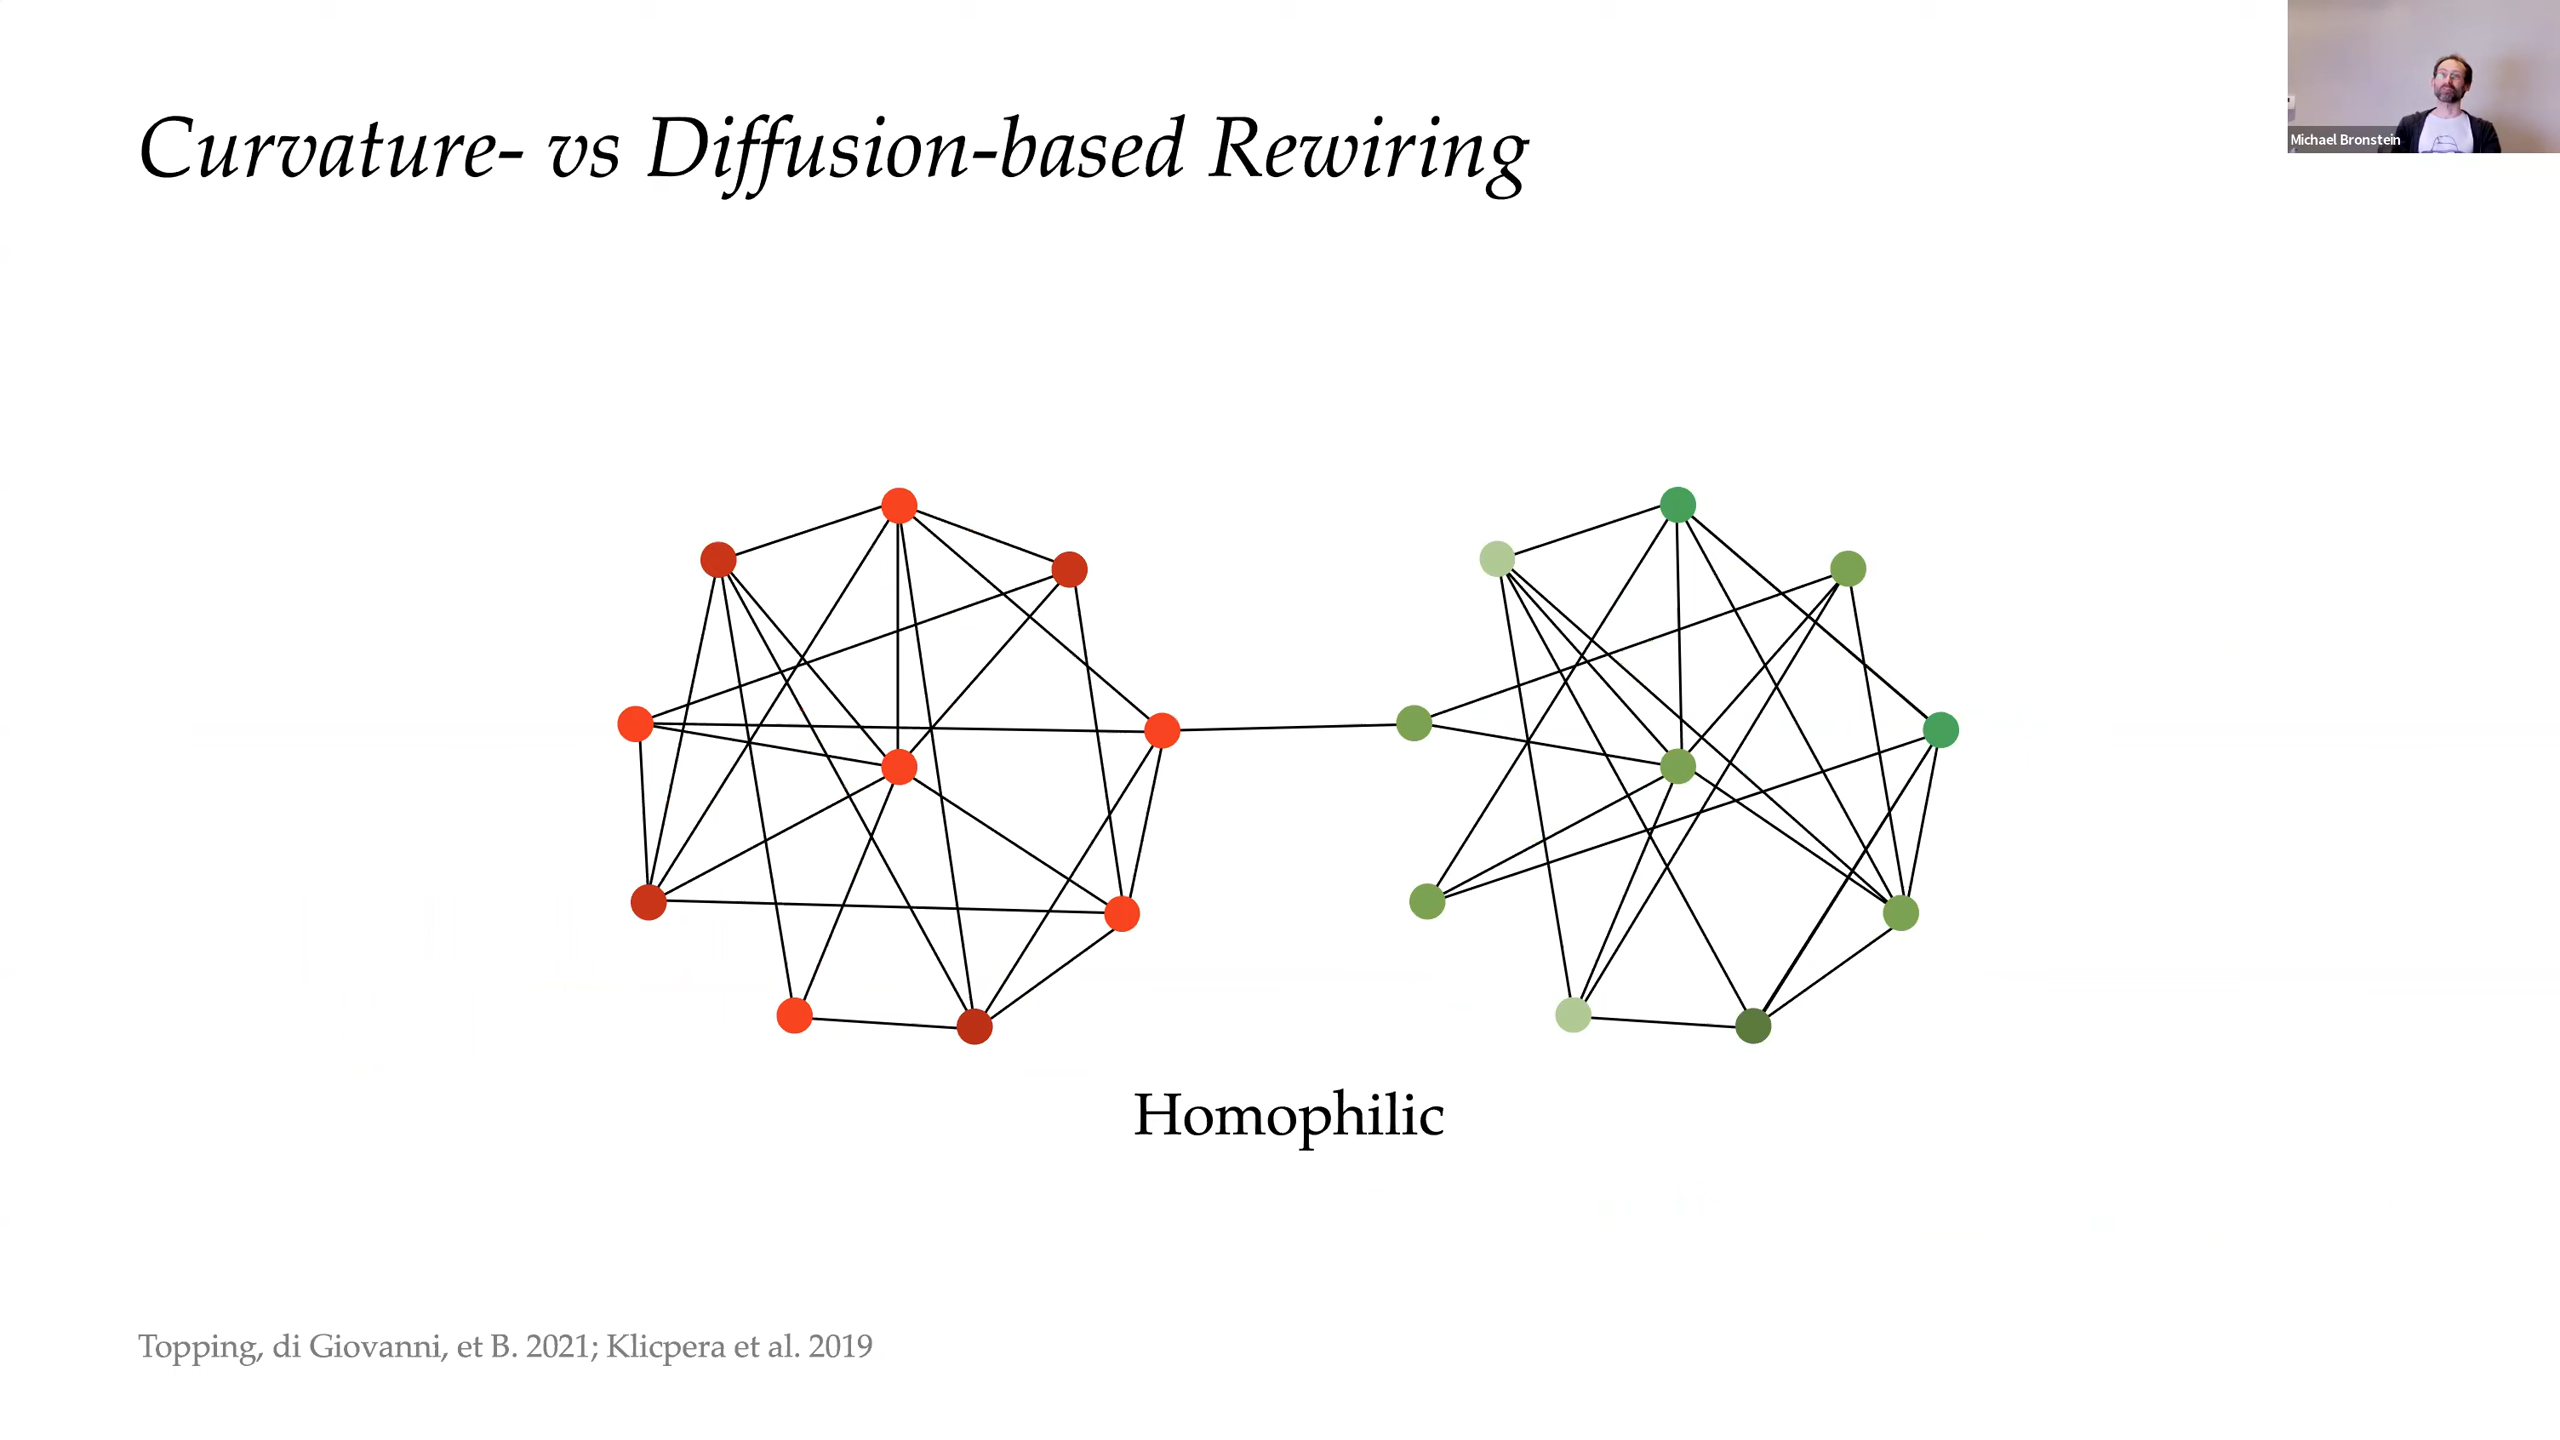 Curvature- vs Diffusion-based Rewiring
Michael Bronstein
Homophilic
Topping, di Giovanni, et B. 2021; Klicpera et al. 2019